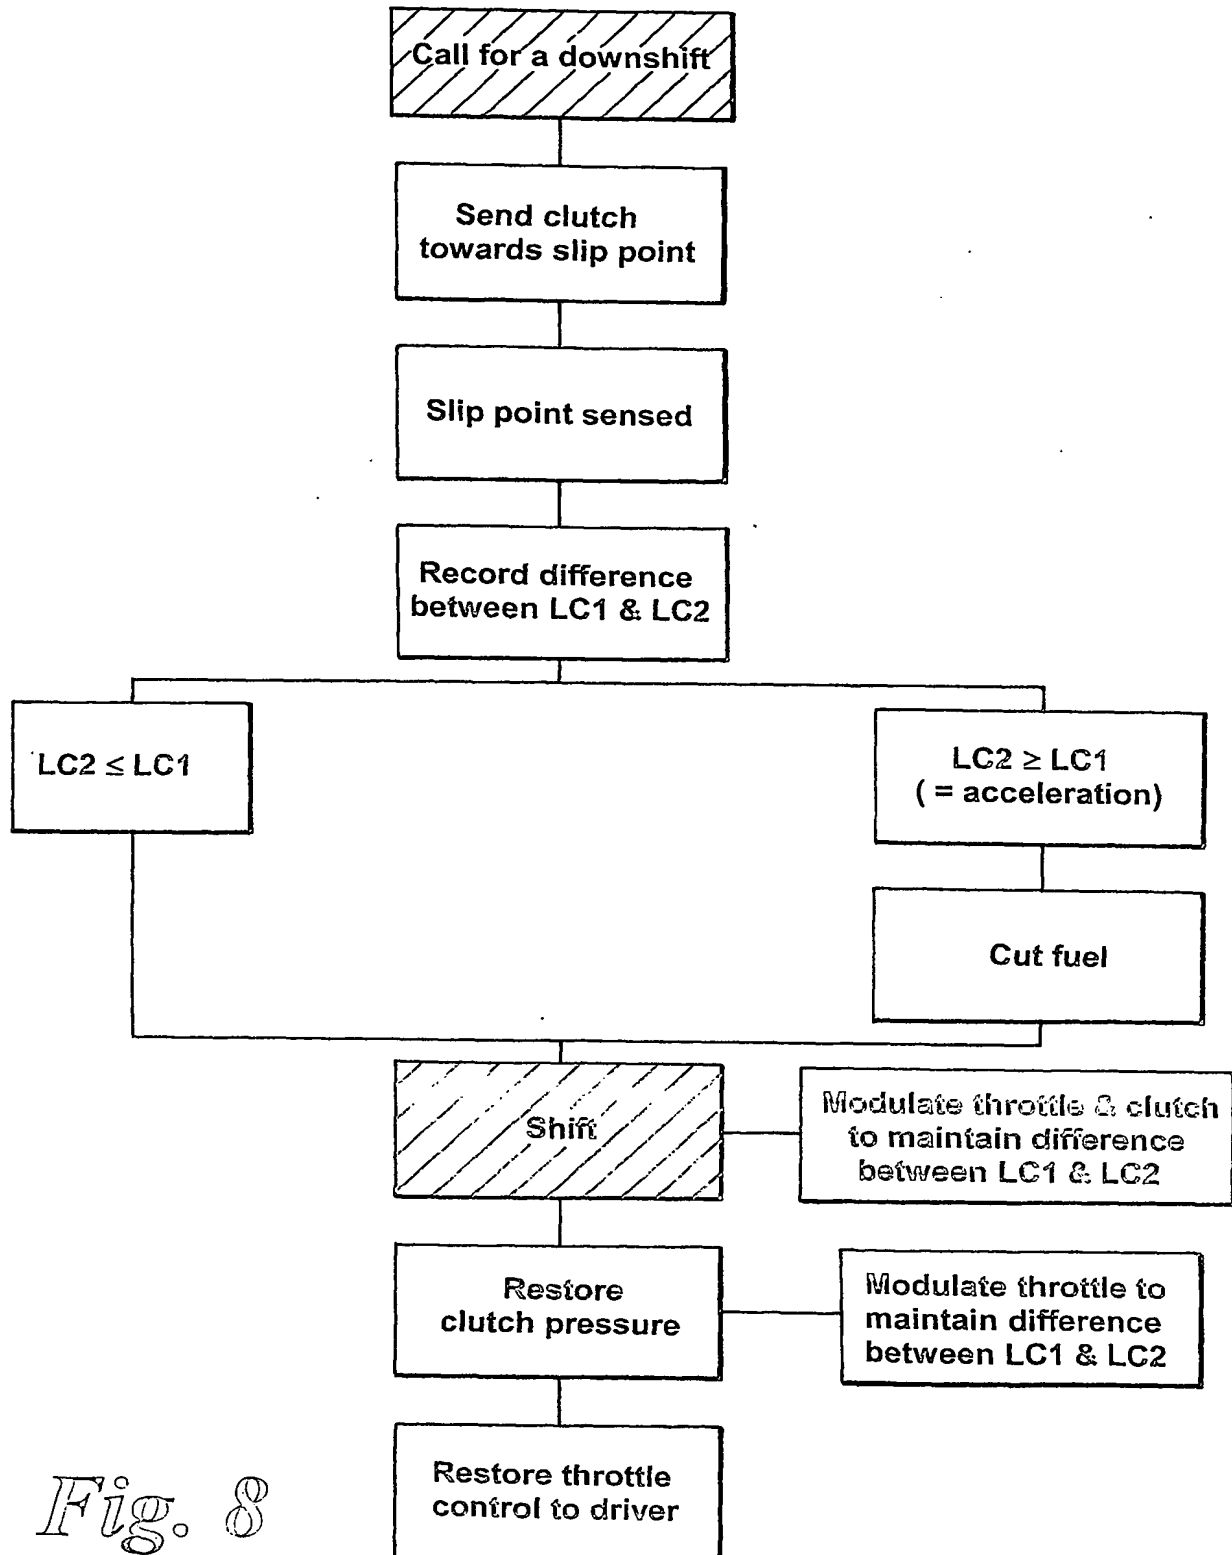 Call for a downshift
Send clutch
towards slip point
Slip point sensed
Record difference
between LC1 & LC2
LC2 ≤ LC1
LC2 ≥ LC1
( = acceleration)
Cut fuel
Shift
Modulate throttle & clutch
to maintain difference
between LC1 & LC2
Restore
clutch pressure
Modulate throttle to
maintain difference
between LC1 & LC2
Restore throttle
control to driver
Fig. 8